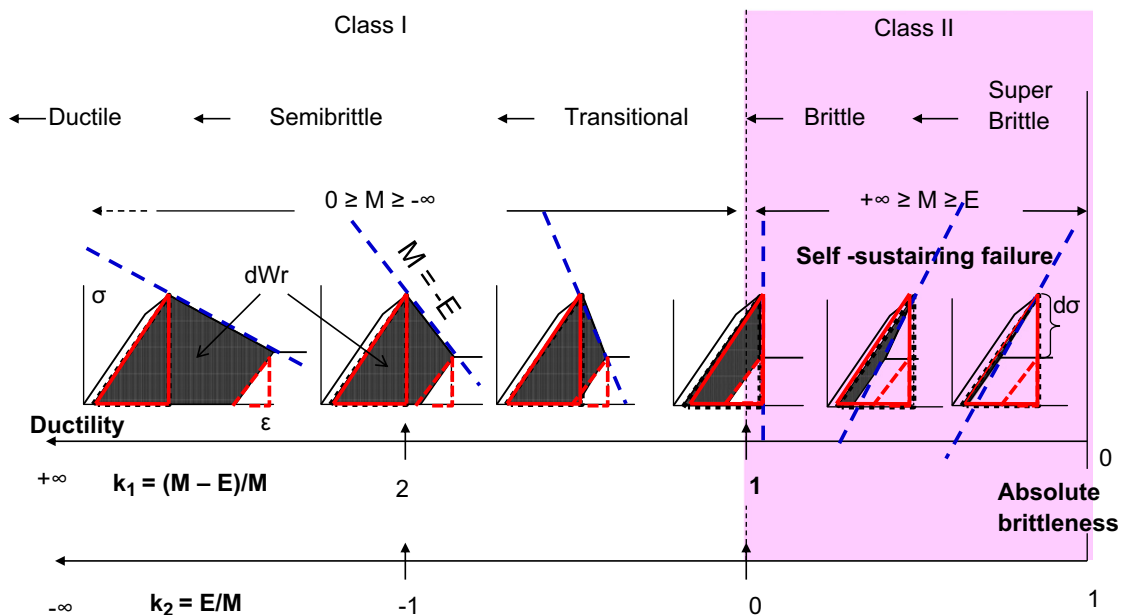 Class I
Class II
Ductile
Semibrittle
Transitional
Brittle
Super
Brittle
0 ≥ M ≥ -∞
+∞ ≥ M ≥ E
Self -sustaining failure
σ
dWr
M = -E
dσ
Ductility
ε
0
+∞
k₁ = (M – E)/M
2
1
Absolute
brittleness
-∞
k₂ = E/M
-1
0
1